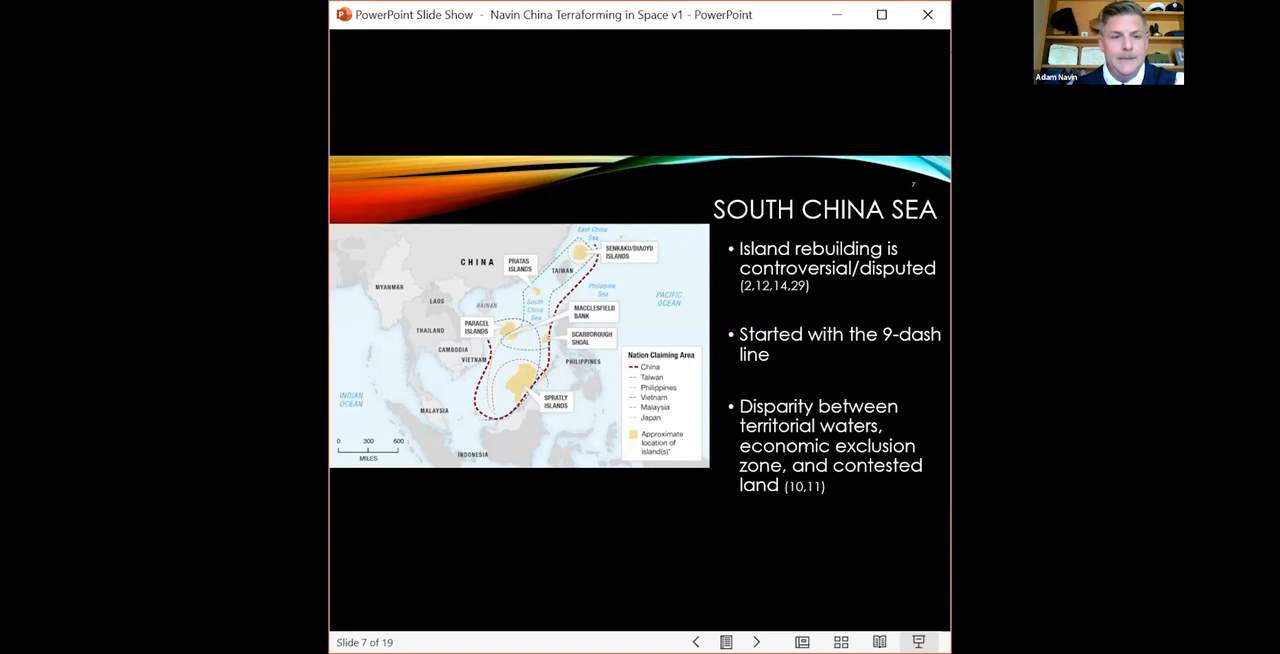 PowerPoint Slide Show - Navin China Terraforming in Space v1 - PowerPoint
Adam Navin
7
SOUTH CHINA SEA
• Island rebuilding is
controversial/disputed
(2,12,14,29)
• Started with the 9-dash
line
• Disparity between
territorial waters,
economic exclusion
zone, and contested
land (10,11)
East China
Sea
SENKAKU/DIAOYU
ISLANDS
CHINA
PRATAS
ISLANDS
TAIWAN
MYANMAR
Philippine
Sea
PACIFIC
OCEAN
LAOS
HAINAN
South
China
Sea
MACCLESFIELD
BANK
PARACEL
ISLANDS
THAILAND
SCARBOROUGH
SHOAL
CAMBODIA
VIETNAM
PHILIPPINES
INDIAN
OCEAN
SPRATLY
ISLANDS
MALAYSIA
INDONESIA
0 300 600
MILES
Nation Claiming Area
China
Taiwan
Philippines
Vietnam
Malaysia
Japan
Approximate
location of
island(s)*
Slide 7 of 19